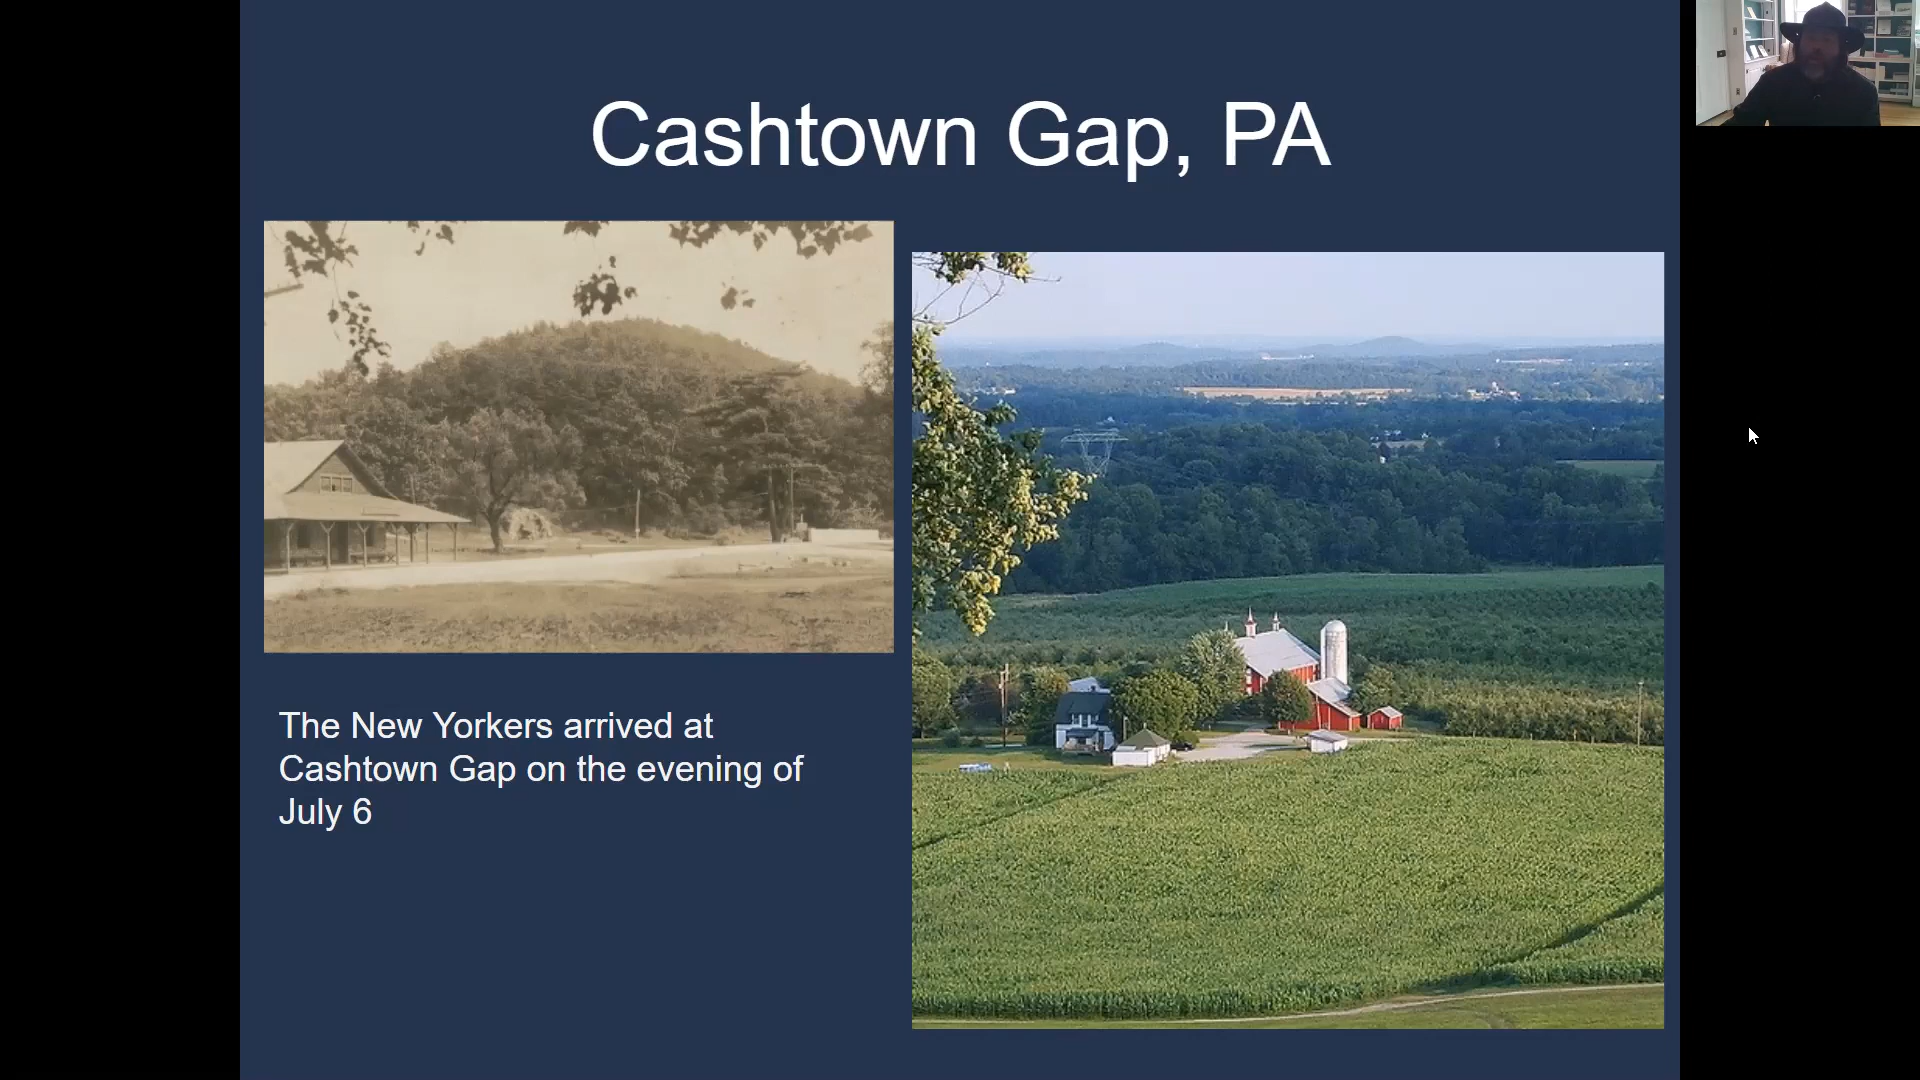 Cashtown Gap, PA
The New Yorkers arrived at
Cashtown Gap on the evening of
July 6